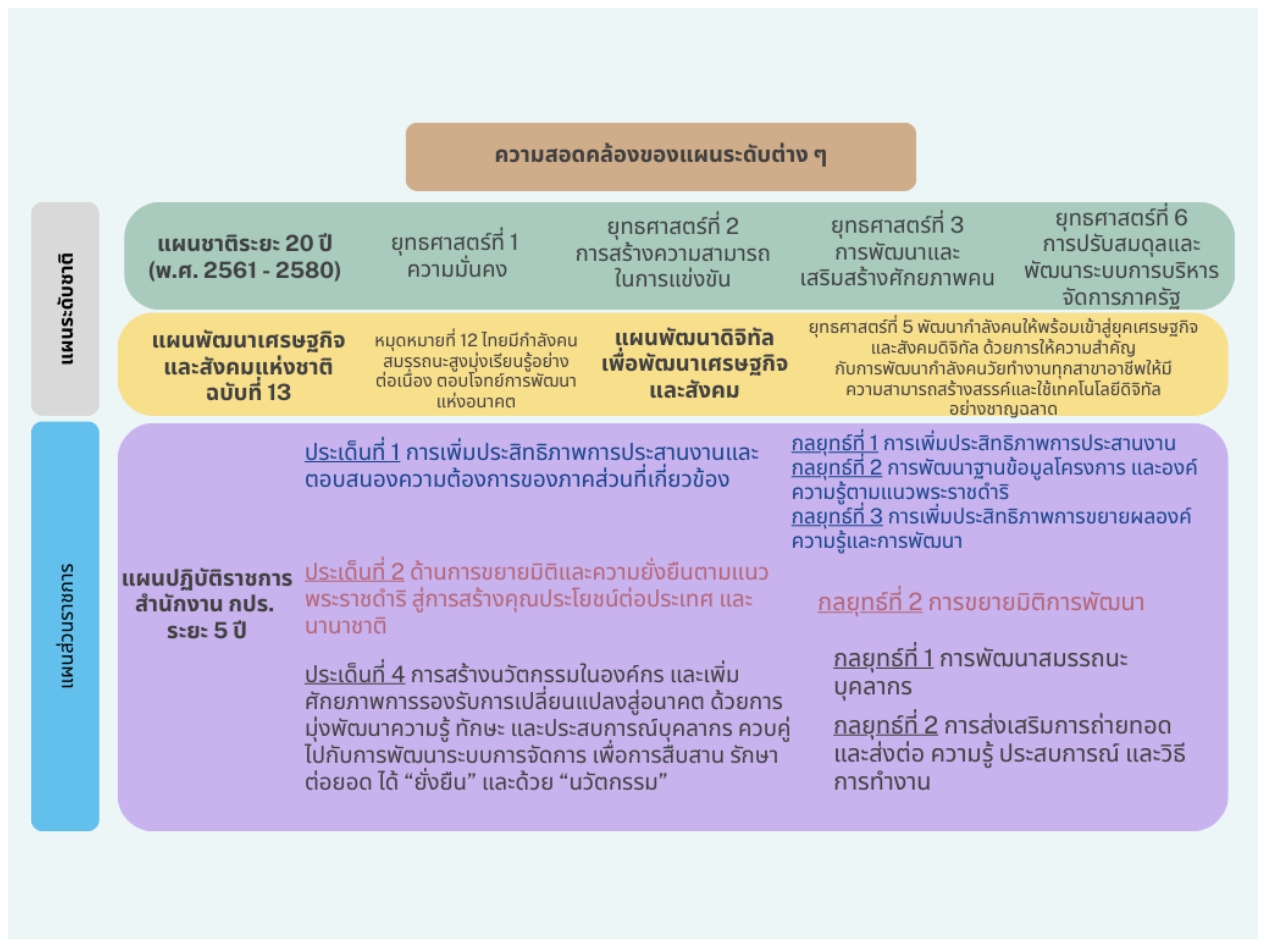 ความสอดคล้องของแผนระดับต่าง ๆ
แผนระดับชาติ
แผนชาติระยะ 20 ปี
(พ.ศ. 2561 - 2580)
ยุทธศาสตร์ที่ 1
ความมั่นคง
ยุทธศาสตร์ที่ 2
การสร้างความสามารถ
ในการแข่งขัน
ยุทธศาสตร์ที่ 3
การพัฒนาและ
เสริมสร้างศักยภาพคน
ยุทธศาสตร์ที่ 6
การปรับสมดุลและ
พัฒนาระบบการบริหาร
จัดการภาครัฐ
แผนพัฒนาเศรษฐกิจ
และสังคมแห่งชาติ
ฉบับที่ 13
หมุดหมายที่ 12 ไทยมีกำลังคน
สมรรถนะสูงมุ่งเรียนรู้อย่าง
ต่อเนื่อง ตอบโจทย์การพัฒนา
แห่งอนาคต
แผนพัฒนาดิจิทัล
เพื่อพัฒนาเศรษฐกิจ
และสังคม
ยุทธศาสตร์ที่ 5 พัฒนากำลังคนให้พร้อมเข้าสู่ยุคเศรษฐกิจ
และสังคมดิจิทัล ด้วยการให้ความสำคัญ
กับการพัฒนากำลังคนวัยทำงานทุกสาขาอาชีพให้มี
ความสามารถสร้างสรรค์และใช้เทคโนโลยีดิจิทัล
อย่างชาญฉลาด
แผนส่วนราชการ
แผนปฏิบัติราชการ
สำนักงาน กปร.
ระยะ 5 ปี
ประเด็นที่ 1 การเพิ่มประสิทธิภาพการประสานงานและ
ตอบสนองความต้องการของภาคส่วนที่เกี่ยวข้อง
กลยุทธ์ที่ 1 การเพิ่มประสิทธิภาพการประสานงาน
กลยุทธ์ที่ 2 การพัฒนาฐานข้อมูลโครงการ และองค์
ความรู้ตามแนวพระราชดำริ
กลยุทธ์ที่ 3 การเพิ่มประสิทธิภาพการขยายผลองค์
ความรู้และการพัฒนา
ประเด็นที่ 2 ด้านการขยายมิติและความยั่งยืนตามแนว
พระราชดำริ สู่การสร้างคุณประโยชน์ต่อประเทศ และ
นานาชาติ
กลยุทธ์ที่ 2 การขยายมิติการพัฒนา
ประเด็นที่ 4 การสร้างนวัตกรรมในองค์กร และเพิ่ม
ศักยภาพการรองรับการเปลี่ยนแปลงสู่อนาคต ด้วยการ
มุ่งพัฒนาความรู้ ทักษะ และประสบการณ์บุคลากร ควบคู่
ไปกับการพัฒนาระบบการจัดการ เพื่อการสืบสาน รักษา
ต่อยอด ได้ “ยั่งยืน” และด้วย “นวัตกรรม”
กลยุทธ์ที่ 1 การพัฒนาสมรรถนะ
บุคลากร
กลยุทธ์ที่ 2 การส่งเสริมการถ่ายทอด
และส่งต่อ ความรู้ ประสบการณ์ และวิธี
การทำงาน